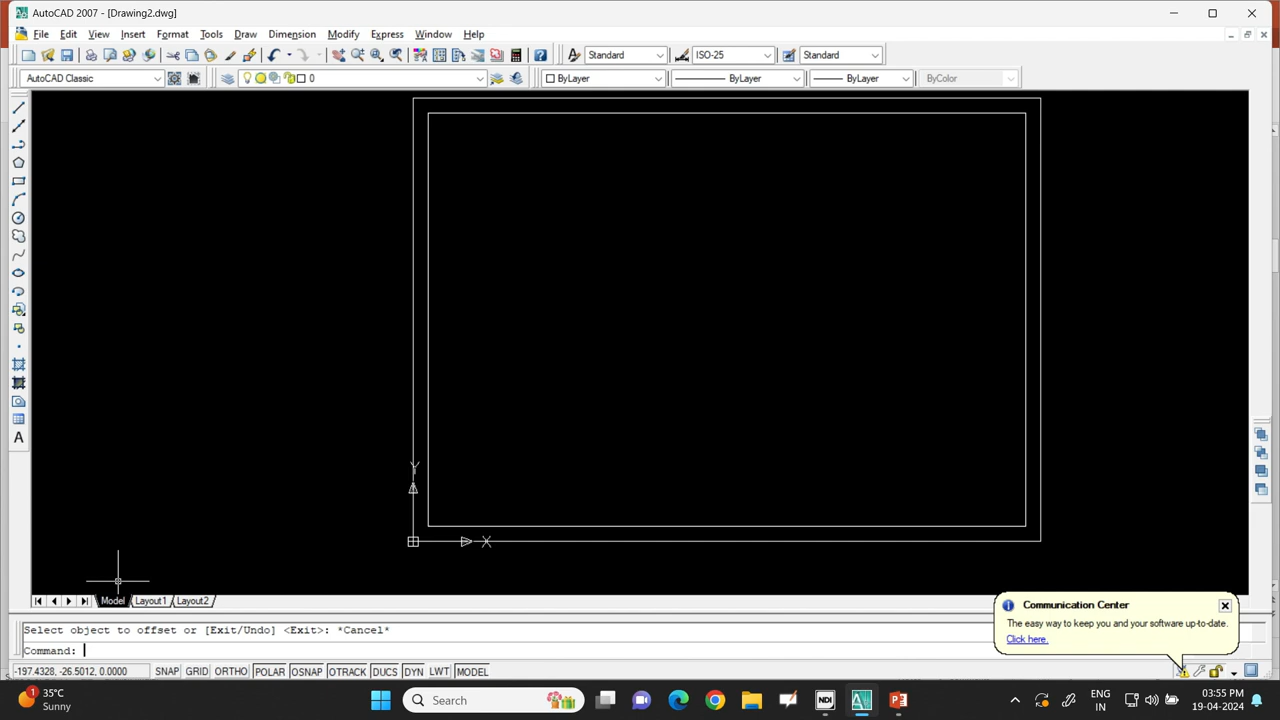 AutoCAD 2007 - [Drawing2.dwg]
File Edit View Insert Format Tools Draw Dimension Modify Express Window Help
Standard ISO-25 Standard
AutoCAD Classic 0 ByLayer ByLayer ByLayer ByColor
A
Y
X
Model Layout1 Layout2
Communication Center
The easy way to keep you and your software up-to-date.
Click here.
Select object to offset or [Exit/Undo] <Exit>: *Cancel*
Command:
-197.4328, -26.5012, 0.0000 SNAP GRID ORTHO POLAR OSNAP OTRACK DUCS DYN LWT MODEL
1
35°C
Sunny
Search
NDI
ENG
IN
03:55 PM
19-04-2024